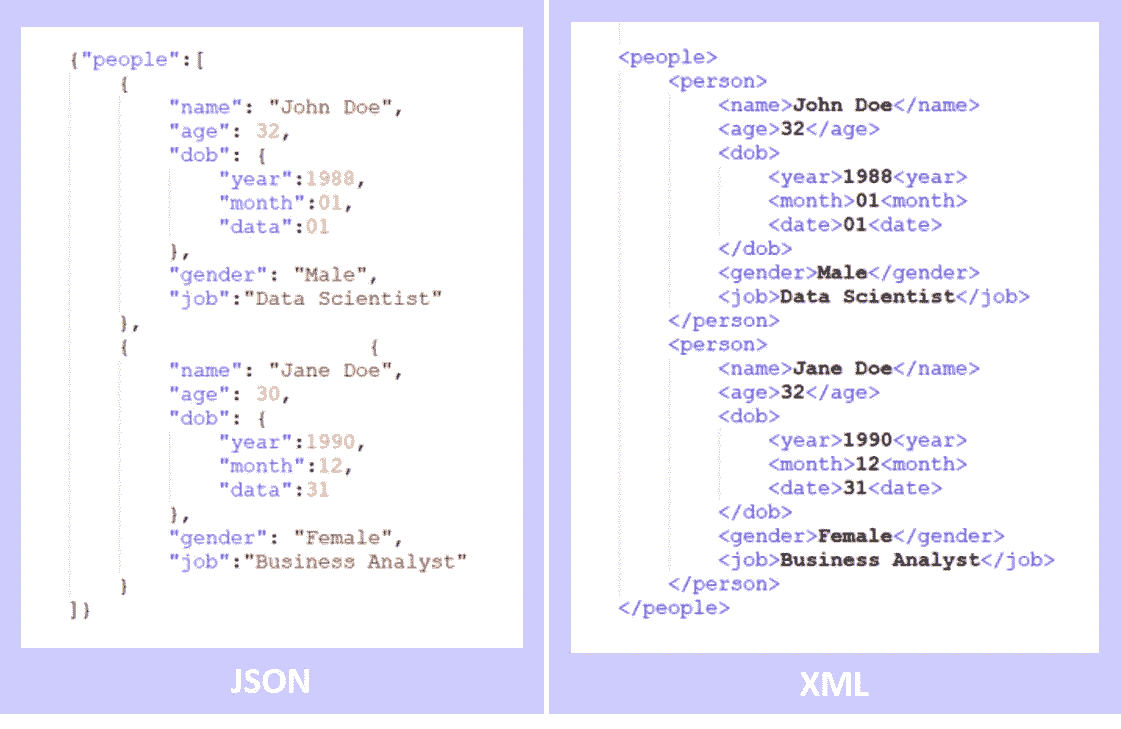 {"people":[
    {
        "name": "John Doe",
        "age": 32,
        "dob": {
            "year":1988,
            "month":01,
            "data":01
        },
        "gender": "Male",
        "job":"Data Scientist"
    },
    {                   {
        "name": "Jane Doe",
        "age": 30,
        "dob": {
            "year":1990,
            "month":12,
            "data":31
        },
        "gender": "Female",
        "job":"Business Analyst"
    }
]}
JSON
<people>
    <person>
        <name>John Doe</name>
        <age>32</age>
        <dob>
            <year>1988<year>
            <month>01<month>
            <date>01<date>
        </dob>
        <gender>Male</gender>
        <job>Data Scientist</job>
    </person>
    <person>
        <name>Jane Doe</name>
        <age>32</age>
        <dob>
            <year>1990<year>
            <month>12<month>
            <date>31<date>
        </dob>
        <gender>Female</gender>
        <job>Business Analyst</job>
    </person>
</people>
XML